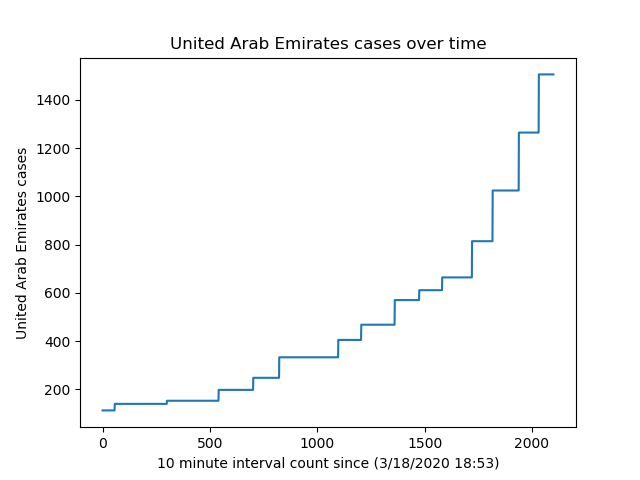 United Arab Emirates cases over time
1400
1200
1000
800
600
400
200
United Arab Emirates cases
0 500 1000 1500 2000
10 minute interval count since (3/18/2020 18:53)